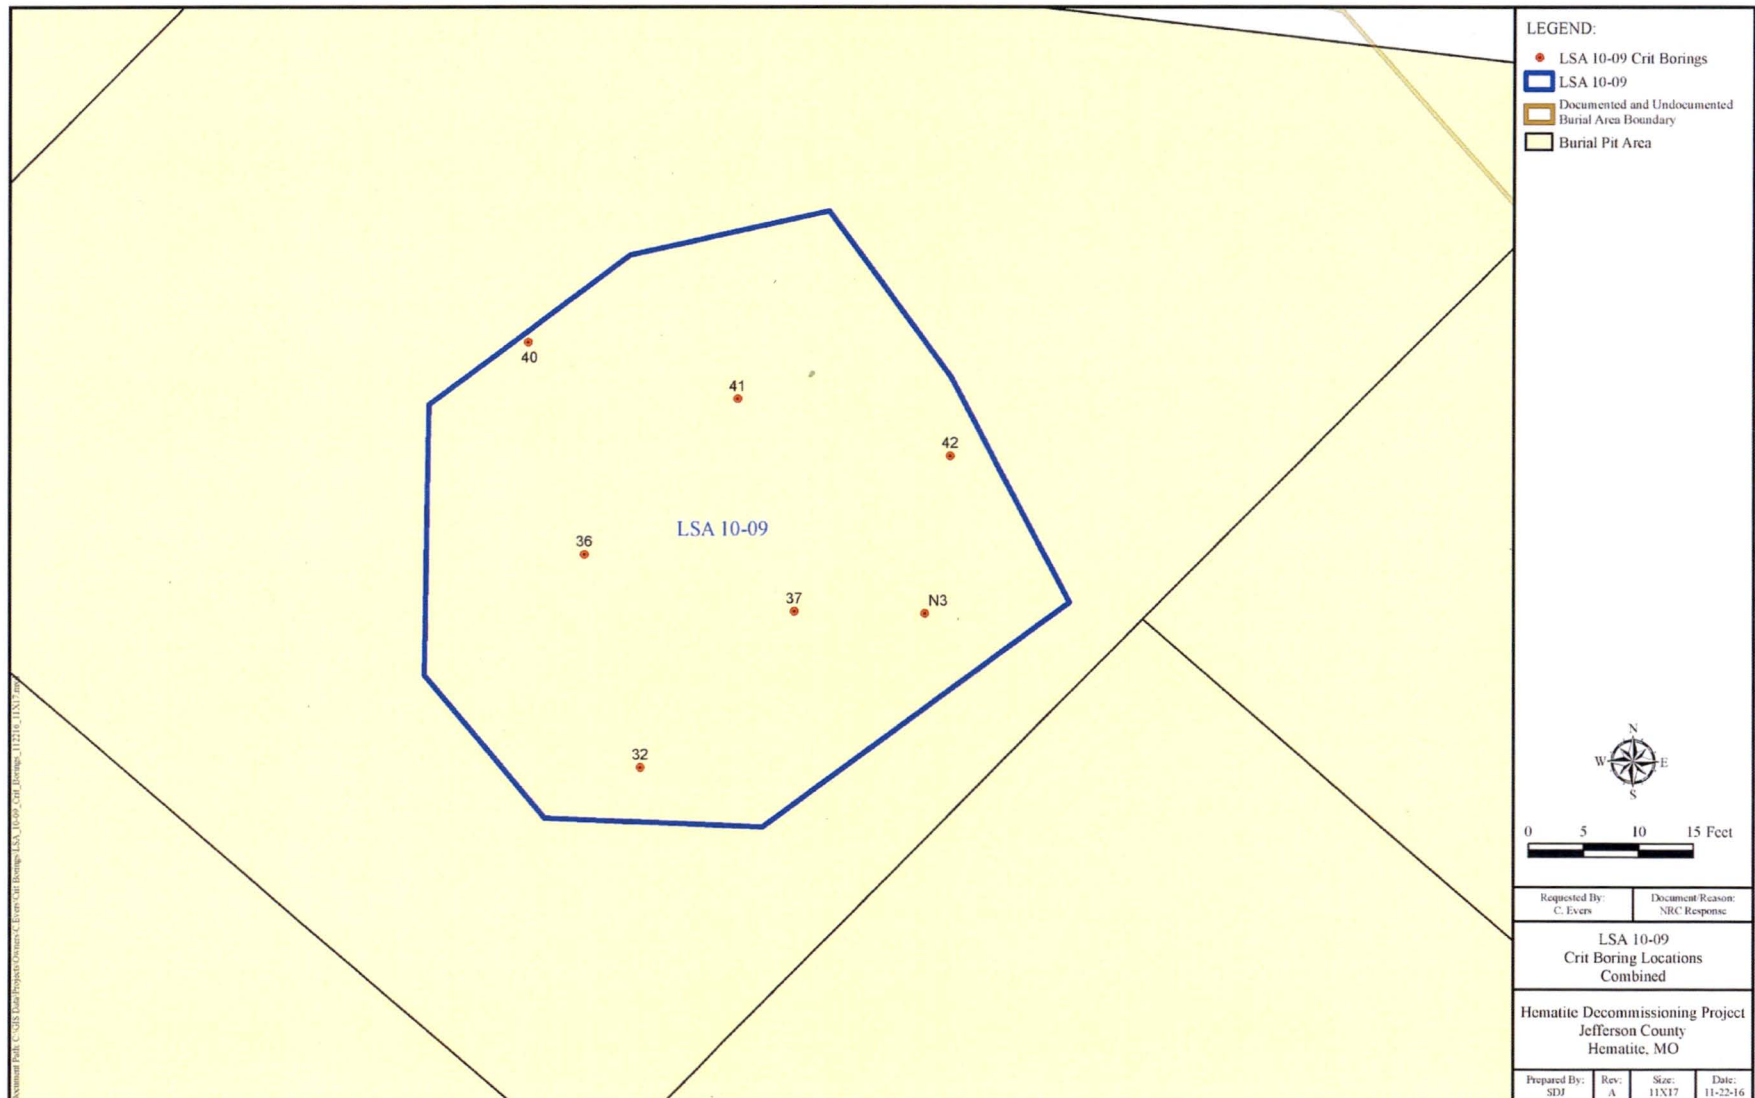 LEGEND:
LSA 10-09 Crit Borings
LSA 10-09
Documented and Undocumented
Burial Area Boundary
Burial Pit Area
40
41
42
36
LSA 10-09
37
N3
32
N
W
E
S
0 5 10 15 Feet
Requested By:
C. Evers
Document/Reason:
NRC Response
LSA 10-09
Crit Boring Locations
Combined
Hematite Decommissioning Project
Jefferson County
Hematite, MO
Prepared By:
SDJ
Rev:
A
Size:
11X17
Date:
11-22-16